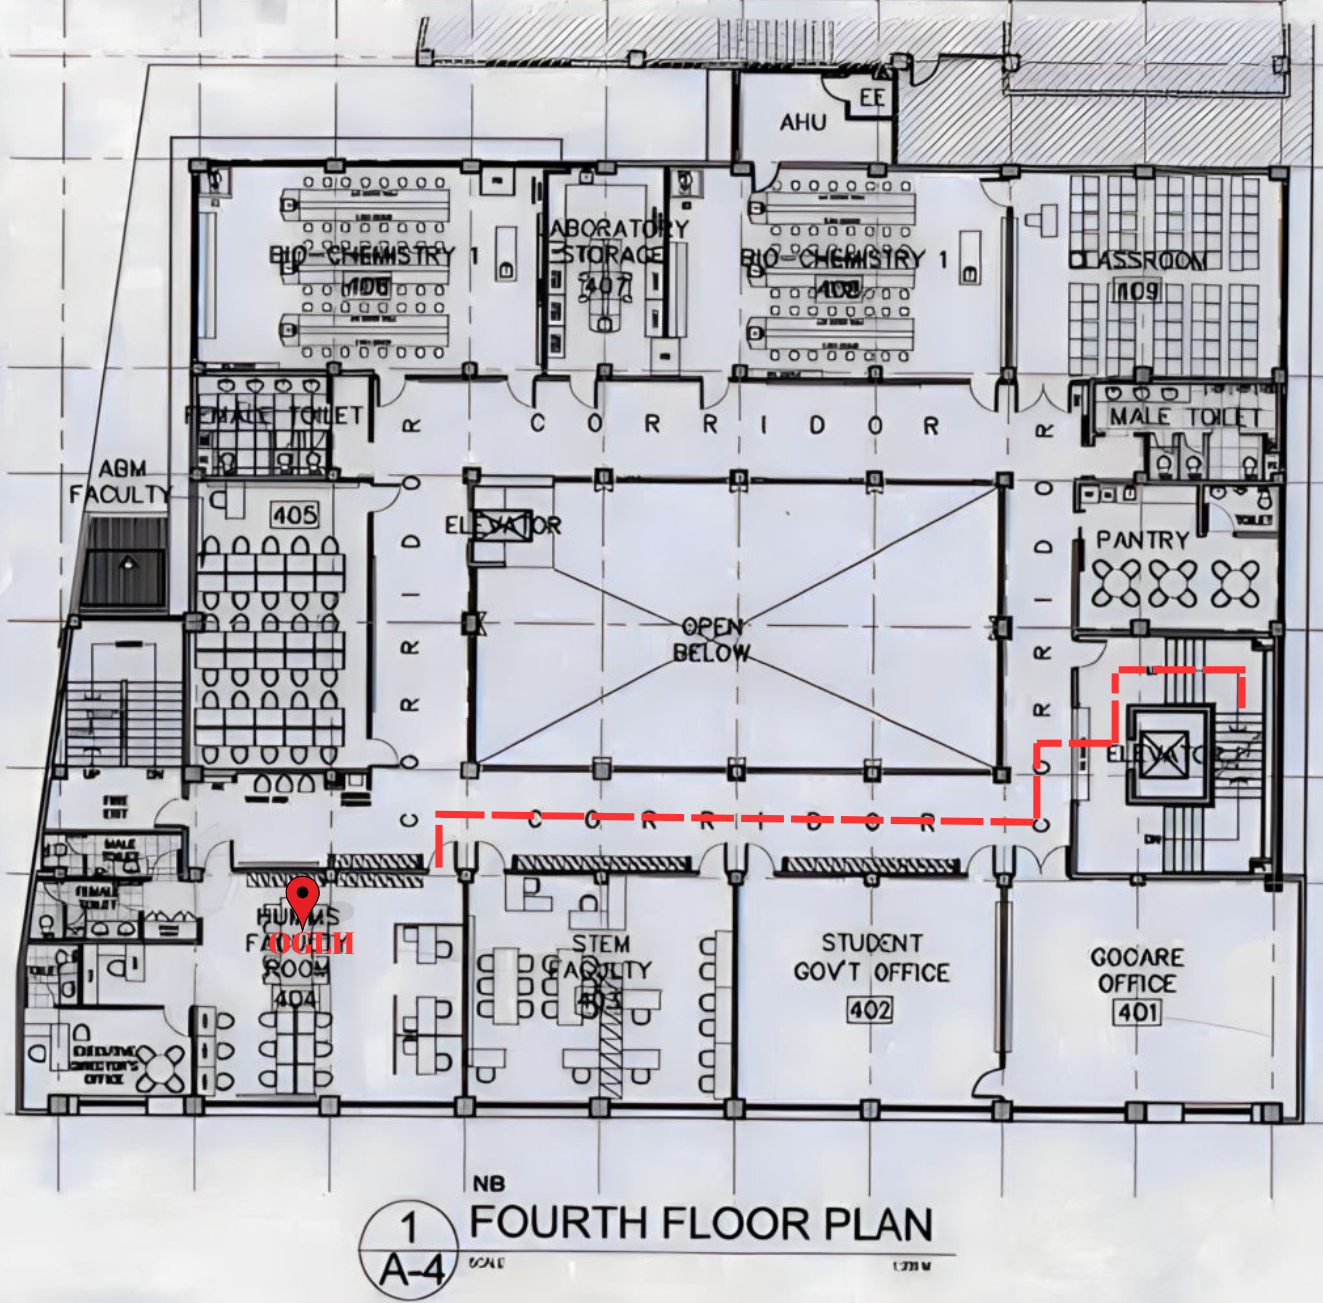 EE
AHU
BIO-CHEMISTRY 1
406
LABORATORY
STORAGE
407
BIO-CHEMISTRY 1
408
CLASSROOM
409
FEMALE TOILET
CORRIDOR
MALE TOILET
ABM
FACULTY
405
ELEVATOR
CORRIDOR
CORRIDOR
PANTRY
TOILET
OPEN
BELOW
ELEVATOR
UP
DN
FIRE
EXIT
CORRIDOR
DN
MALE
TOILET
FEMALE
TOILET
HUMMS
FACULTY
ROOM
404
OGEH
STEM
FACULTY
403
STUDENT
GOV'T OFFICE
402
GOCARE
OFFICE
401
EXECUTIVE
DIRECTOR'S
OFFICE
NB
1
FOURTH FLOOR PLAN
A-4
SCALE